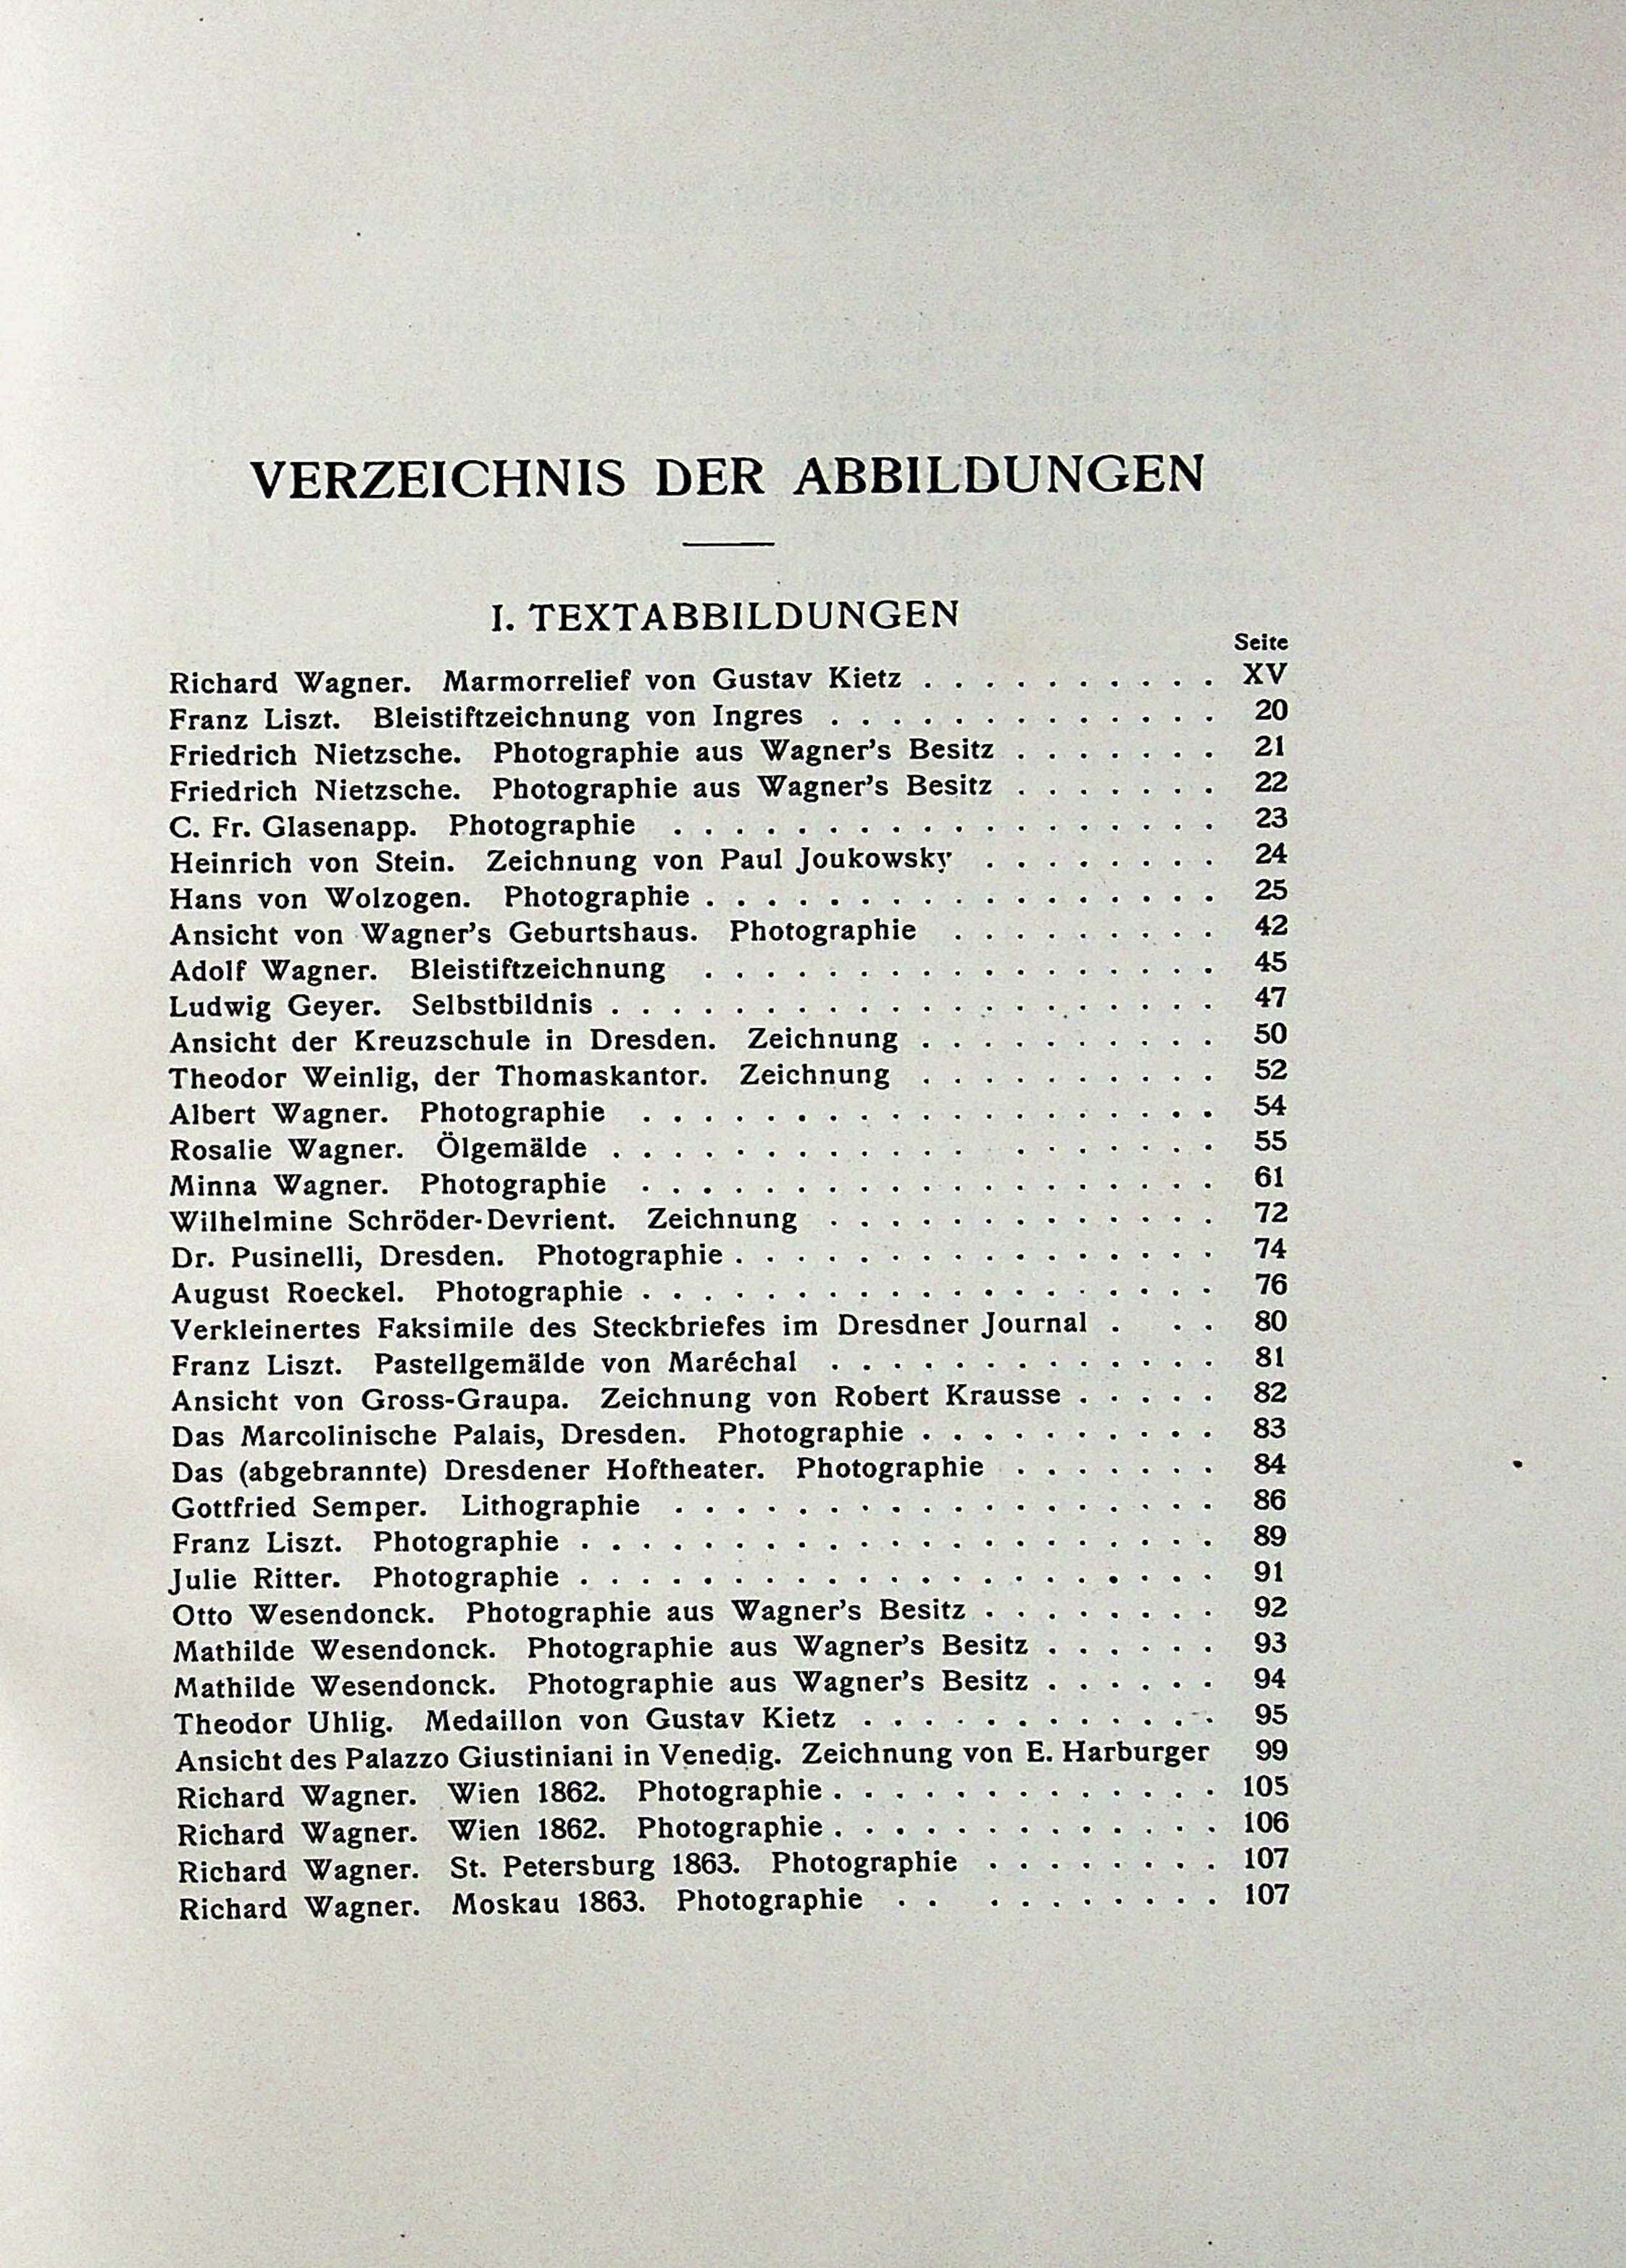 VERZEICHNIS DER ABBILDUNGEN
I. TEXTABBILDUNGEN
Seite
Richard Wagner. Marmorrelief von Gustav Kietz . . . . . . . . . . XV
Franz Liszt. Bleistiftzeichnung von Ingres . . . . . . . . . . . . . 20
Friedrich Nietzsche. Photographie aus Wagner's Besitz . . . . . . . 21
Friedrich Nietzsche. Photographie aus Wagner's Besitz . . . . . . . 22
C. Fr. Glasenapp. Photographie . . . . . . . . . . . . . . . . . . 23
Heinrich von Stein. Zeichnung von Paul Joukowsky . . . . . . . . 24
Hans von Wolzogen. Photographie . . . . . . . . . . . . . . . . . 25
Ansicht von Wagner's Geburtshaus. Photographie . . . . . . . . . 42
Adolf Wagner. Bleistiftzeichnung . . . . . . . . . . . . . . . . . 45
Ludwig Geyer. Selbstbildnis . . . . . . . . . . . . . . . . . . . . 47
Ansicht der Kreuzschule in Dresden. Zeichnung . . . . . . . . . . 50
Theodor Weinlig, der Thomaskantor. Zeichnung . . . . . . . . . . 52
Albert Wagner. Photographie . . . . . . . . . . . . . . . . . . . 54
Rosalie Wagner. Ölgemälde . . . . . . . . . . . . . . . . . . . 55
Minna Wagner. Photographie . . . . . . . . . . . . . . . . . . . 61
Wilhelmine Schröder-Devrient. Zeichnung . . . . . . . . . . . . . 72
Dr. Pusinelli, Dresden. Photographie . . . . . . . . . . . . . . . . 74
August Roeckel. Photographie . . . . . . . . . . . . . . . . . . . 76
Verkleinertes Faksimile des Steckbriefes im Dresdner Journal . . . 80
Franz Liszt. Pastellgemälde von Maréchal . . . . . . . . . . . . . 81
Ansicht von Gross-Graupa. Zeichnung von Robert Krausse . . . . . 82
Das Marcolinische Palais, Dresden. Photographie . . . . . . . . . . 83
Das (abgebrannte) Dresdener Hoftheater. Photographie . . . . . . . 84
Gottfried Semper. Lithographie . . . . . . . . . . . . . . . . . . 86
Franz Liszt. Photographie . . . . . . . . . . . . . . . . . . . . . 89
Julie Ritter. Photographie . . . . . . . . . . . . . . . . . . . . . 91
Otto Wesendonck. Photographie aus Wagner's Besitz . . . . . . . . 92
Mathilde Wesendonck. Photographie aus Wagner's Besitz . . . . . . 93
Mathilde Wesendonck. Photographie aus Wagner's Besitz . . . . . . 94
Theodor Uhlig. Medaillon von Gustav Kietz . . . . . . . . . . . . 95
Ansicht des Palazzo Giustiniani in Venedig. Zeichnung von E. Harburger 99
Richard Wagner. Wien 1862. Photographie . . . . . . . . . . . . . 105
Richard Wagner. Wien 1862. Photographie . . . . . . . . . . . . . 106
Richard Wagner. St. Petersburg 1863. Photographie . . . . . . . . 107
Richard Wagner. Moskau 1863. Photographie . . . . . . . . . . 107